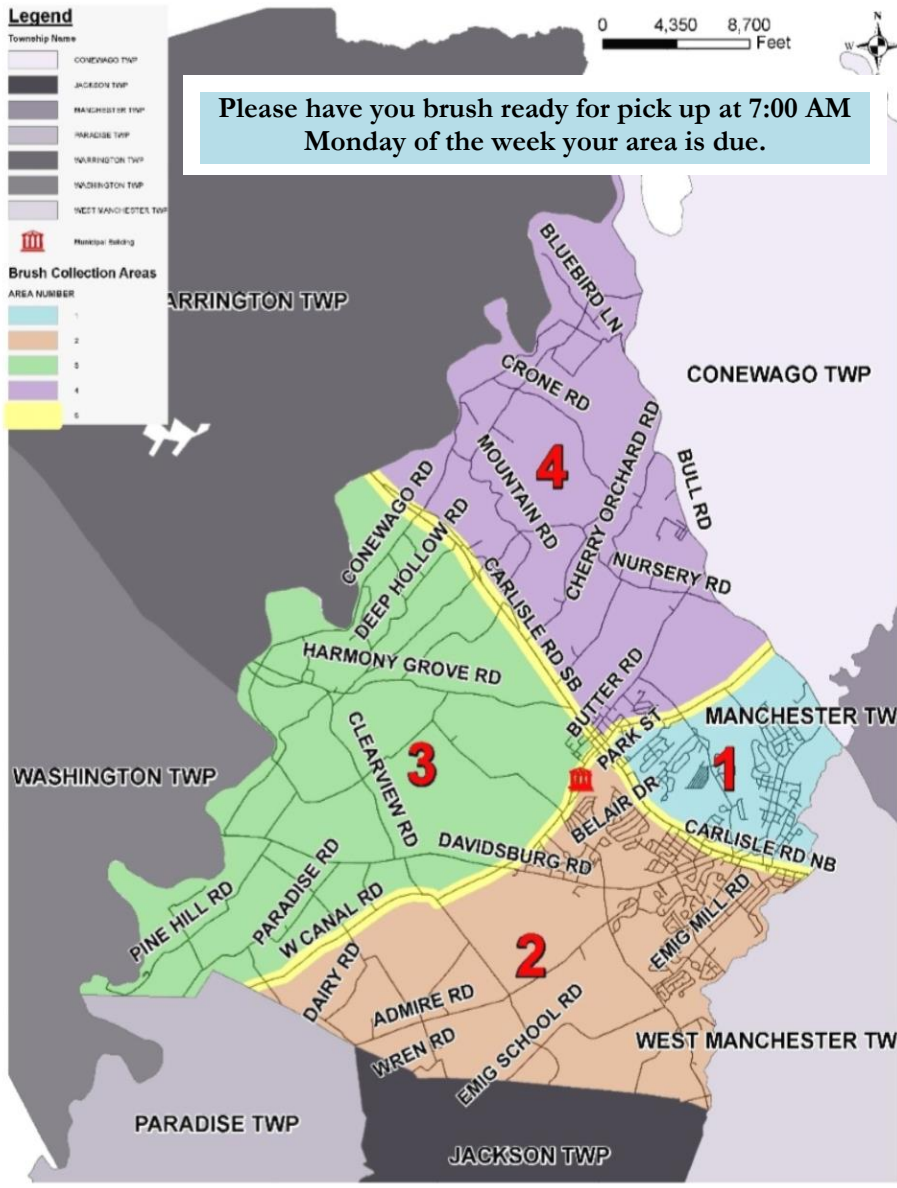 Legend
Township Name
CONEWAGO TWP
JACKSON TWP
MANCHESTER TWP
PARADISE TWP
WARRINGTON TWP
WASHINGTON TWP
WEST MANCHESTER TWP
Municipal Building
Brush Collection Areas
AREA NUMBER
1
2
4
0 4,350 8,700
Feet
N
W
Please have you brush ready for pick up at 7:00 AM
Monday of the week your area is due.
ARRINGTON TWP
BLUEBIRD LN
CONEWAGO TWP
CRONE RD
4
CHERRY ORCHARD RD
MOUNTAIN RD
BULL RD
CONEWAGO RD
DEEP HOLLOW RD
NURSERY RD
CARLISLE RD SB
HARMONY GROVE RD
BUTTER RD
PARK ST
MANCHESTER TW
CLEARVIEW RD
3
1
WASHINGTON TWP
BELAIR DR
CARLISLE RD NB
DAVIDSBURG RD
PARADISE RD
PINE HILL RD
W CANAL RD
EMIG MILL RD
2
DAIRY RD
ADMIRE RD
EMIG SCHOOL RD
WREN RD
WEST MANCHESTER TW
PARADISE TWP
JACKSON TWP